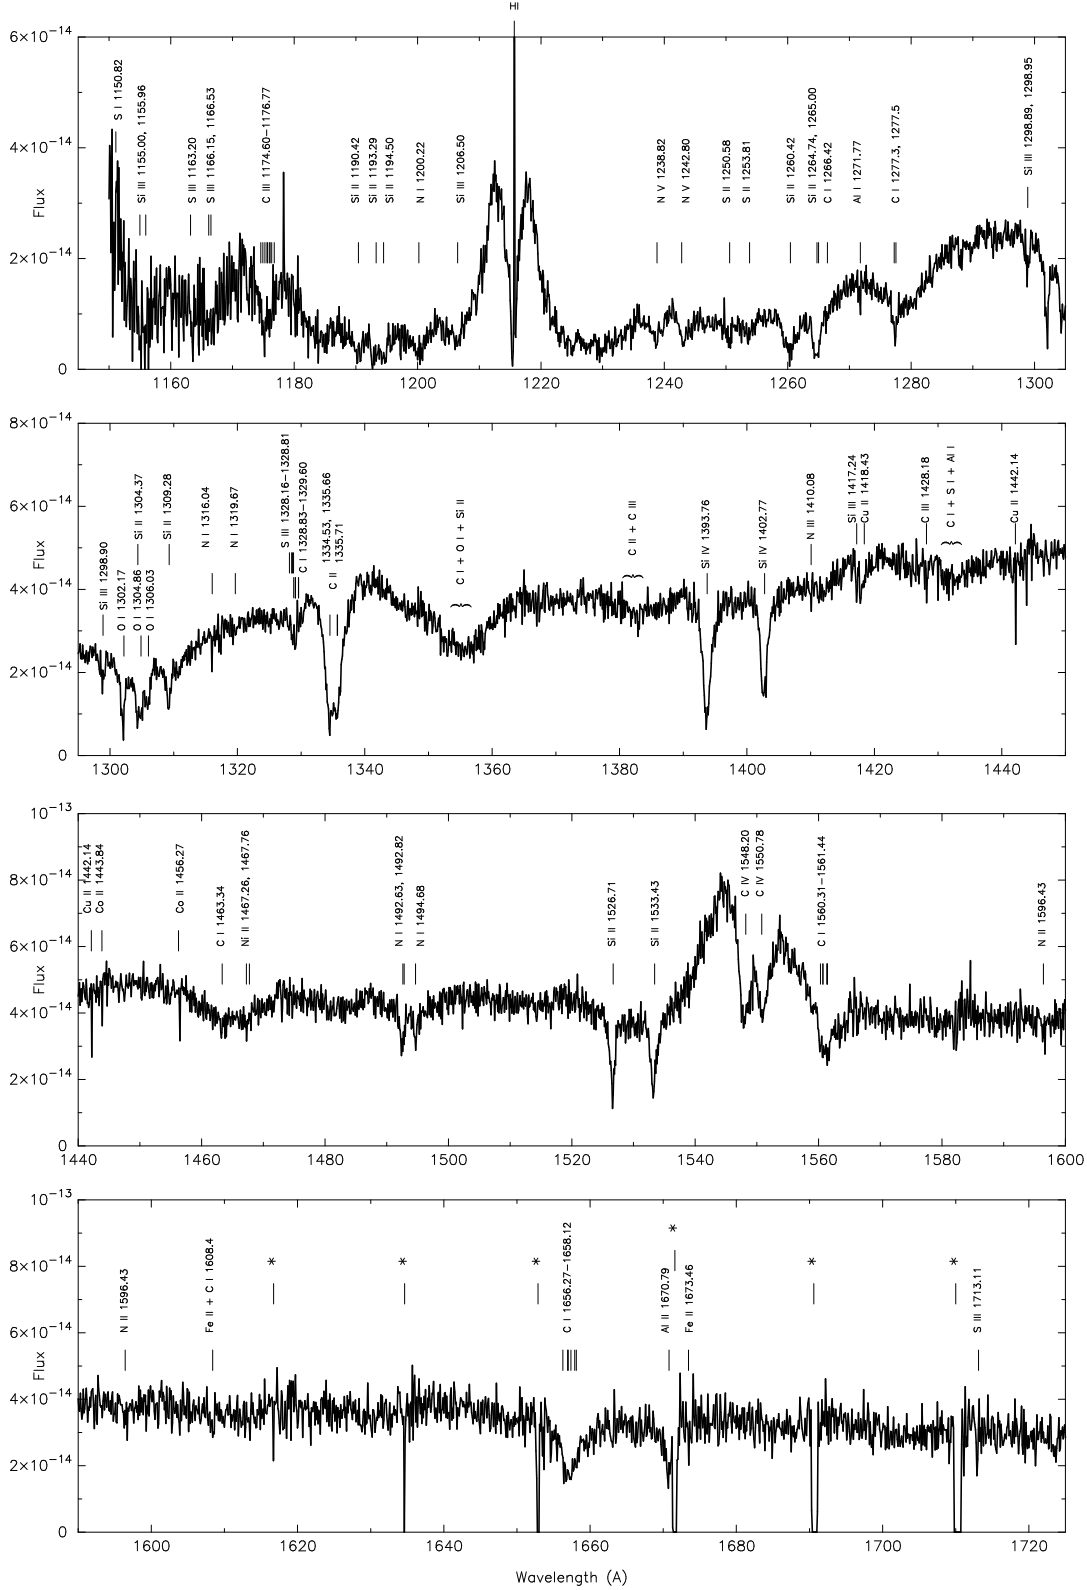 HI
6×10⁻¹⁴
4×10⁻¹⁴
2×10⁻¹⁴
0
Flux
S I 1150.82
Si III 1155.00, 1155.96
S III 1163.20
S III 1166.15, 1166.53
C III 1174.60-1176.77
Si II 1190.42
Si II 1193.29
Si II 1194.50
N I 1200.22
Si III 1206.50
N V 1238.82
N V 1242.80
S II 1250.58
S II 1253.81
Si II 1260.42
Si II 1264.74, 1265.00
C I 1266.42
Al I 1271.77
C I 1277.3, 1277.5
Si III 1298.89, 1298.95
1160 1180 1200 1220 1240 1260 1280 1300
8×10⁻¹⁴
6×10⁻¹⁴
4×10⁻¹⁴
2×10⁻¹⁴
0
Flux
Si III 1298.90
O I 1302.17
Si II 1304.37
O I 1304.86
O I 1306.03
Si II 1309.28
N I 1316.04
N I 1319.67
S III 1328.16-1328.81
C I 1328.83-1329.60
C II 1334.53, 1335.66
1335.71
C I + O I + Si II
C II + C III
Si IV 1393.76
Si IV 1402.77
N III 1410.08
Si III 1417.24
Cu II 1418.43
C III 1428.18
C I + S I + Al I
Cu II 1442.14
1300 1320 1340 1360 1380 1400 1420 1440
10⁻¹³
8×10⁻¹⁴
6×10⁻¹⁴
4×10⁻¹⁴
2×10⁻¹⁴
0
Flux
Cu II 1442.14
Co II 1443.84
Co II 1456.27
C I 1463.34
Ni II 1467.26, 1467.76
N I 1492.63, 1492.82
N I 1494.68
Si II 1526.71
Si II 1533.43
C IV 1548.20
C IV 1550.78
C I 1560.31-1561.44
N II 1596.43
1440 1460 1480 1500 1520 1540 1560 1580 1600
10⁻¹³
8×10⁻¹⁴
6×10⁻¹⁴
4×10⁻¹⁴
2×10⁻¹⁴
0
Flux
N II 1596.43
Fe II + C I 1608.4
*
*
*
C I 1656.27-1658.12
Al II 1670.79
*
Fe II 1673.46
*
*
S III 1713.11
1600 1620 1640 1660 1680 1700 1720
Wavelength (A)